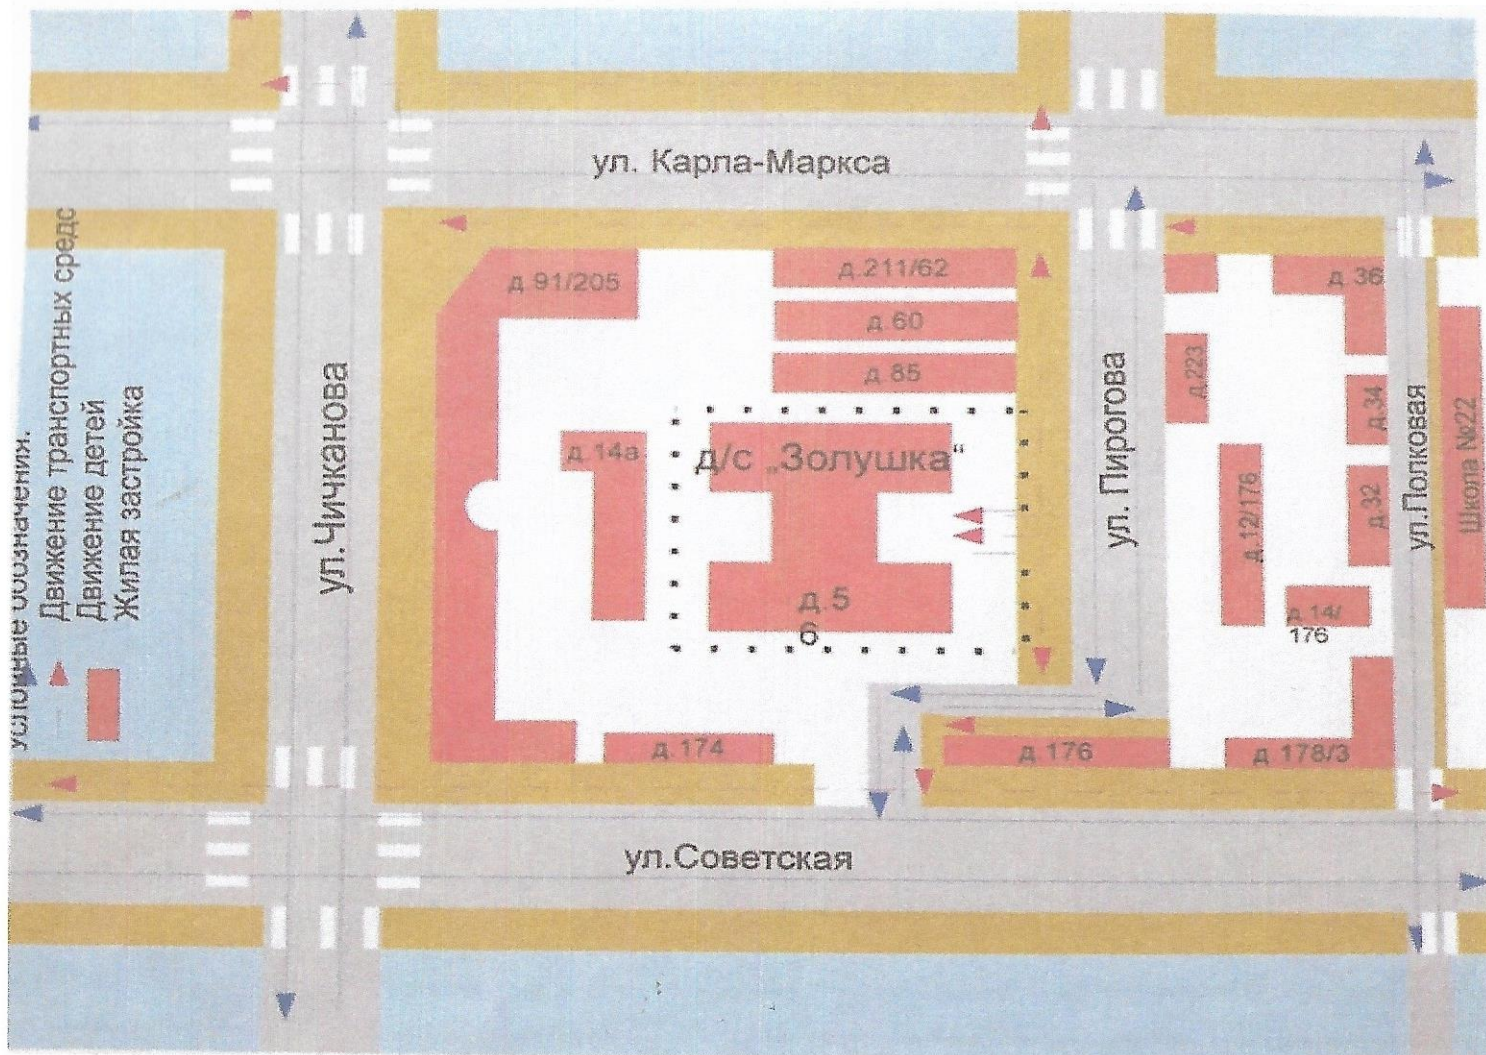 ул. Карла-Маркса
д.91/205
д.211/62
д.60
д.85
д.36
д.223
д.34
д.14а
д/с „Золушка“
д.5
6
д.12/176
д.32
д.14/
176
ул.Чичканова
ул. Пирогова
ул.Полковая
Школа №22
д.174
д.176
д.178/3
ул.Советская
условные обозначения.
Движение транспортных средс
Движение детей
Жилая застройка